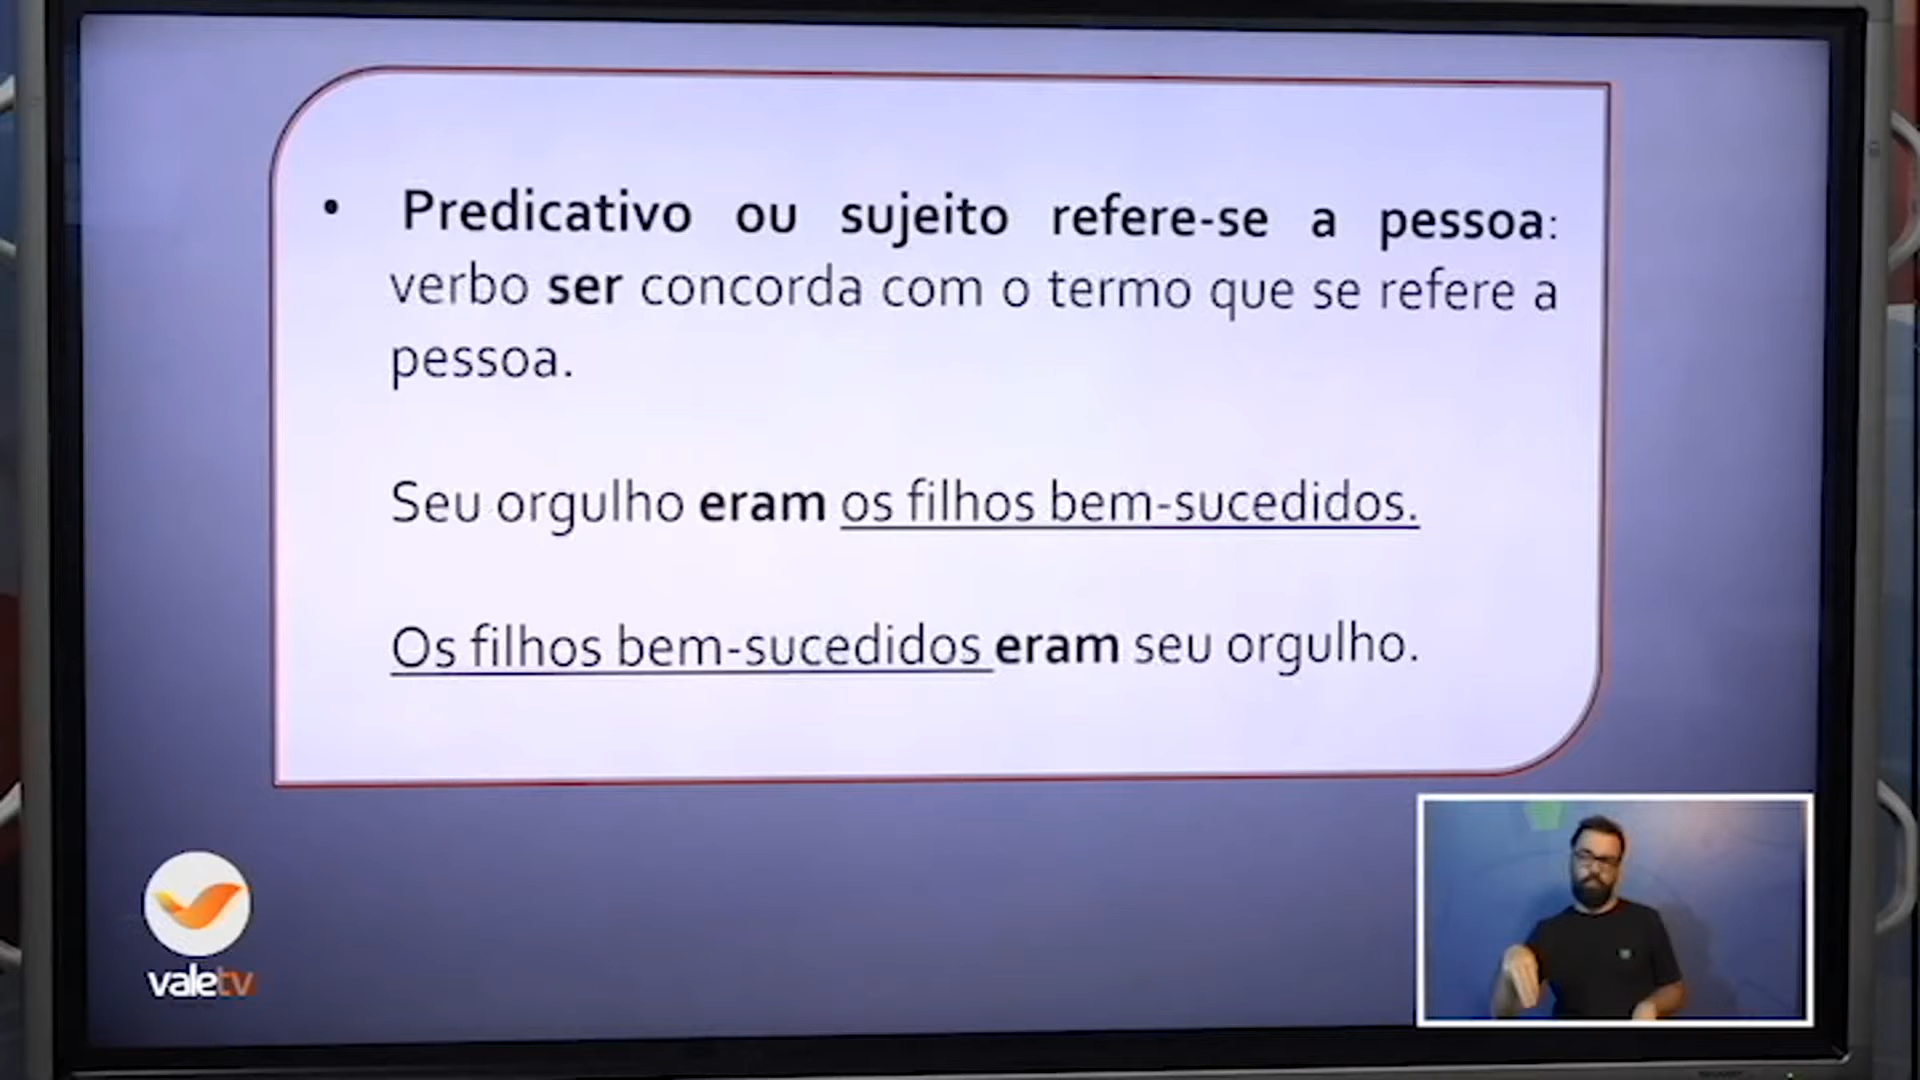 • Predicativo ou sujeito refere-se a pessoa:
verbo ser concorda com o termo que se refere a
pessoa.
Seu orgulho eram os filhos bem-sucedidos.
Os filhos bem-sucedidos eram seu orgulho.
valetv